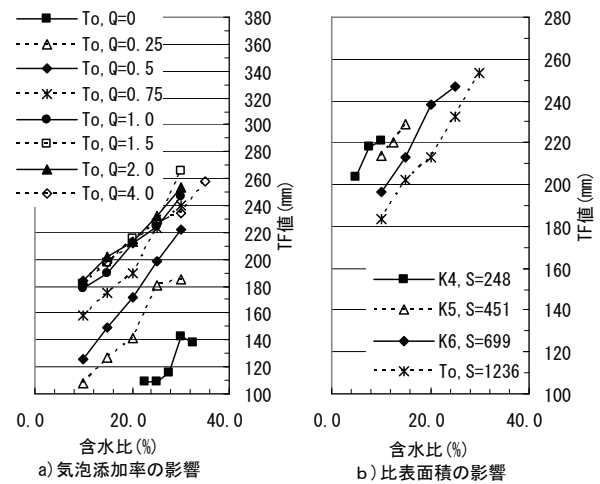 To, Q=0
To, Q=0.25
To, Q=0.5
To, Q=0.75
To, Q=1.0
To, Q=1.5
To, Q=2.0
To, Q=4.0
380
360
340
320
300
280
260
240
220
200
180
160
140
120
100
TF値(mm)
0.0 20.0 40.0
含水比(%)
a)気泡添加率の影響
280
260
240
220
200
180
160
140
100
TF値(mm)
K4, S=248
K5, S=451
K6, S=699
To, S=1236
0.0 20.0 40.0
含水比(%)
b)比表面積の影響